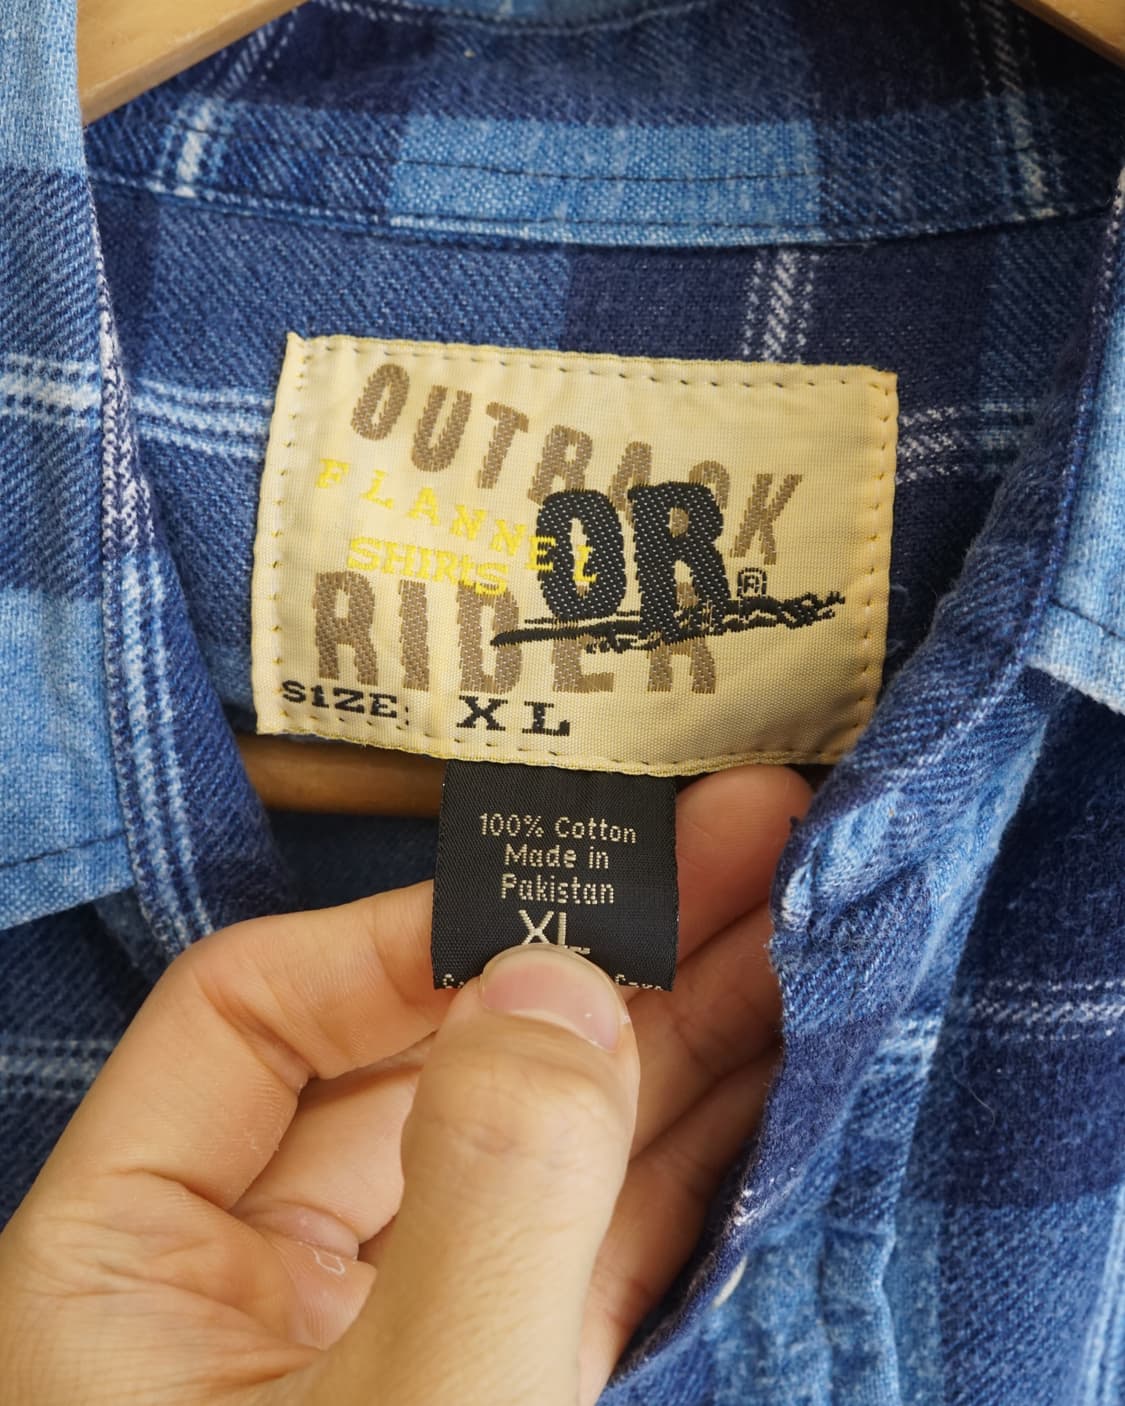 OUTBACK
FLANNEL
SHIRTS
OR
®
RIDER
SIZE: XL
100% Cotton
Made in
Pakistan
XL